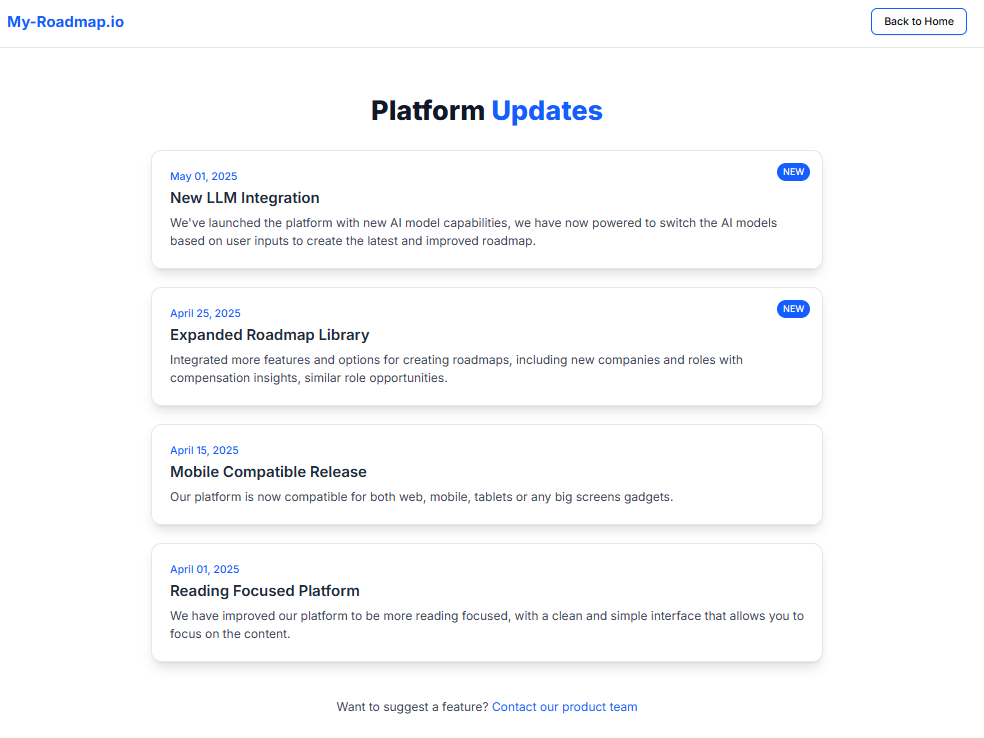 My-Roadmap.io
Back to Home
Platform Updates
May 01, 2025
NEW
New LLM Integration
We've launched the platform with new AI model capabilities, we have now powered to switch the AI models
based on user inputs to create the latest and improved roadmap.
April 25, 2025
NEW
Expanded Roadmap Library
Integrated more features and options for creating roadmaps, including new companies and roles with
compensation insights, similar role opportunities.
April 15, 2025
Mobile Compatible Release
Our platform is now compatible for both web, mobile, tablets or any big screens gadgets.
April 01, 2025
Reading Focused Platform
We have improved our platform to be more reading focused, with a clean and simple interface that allows you to
focus on the content.
Want to suggest a feature? Contact our product team